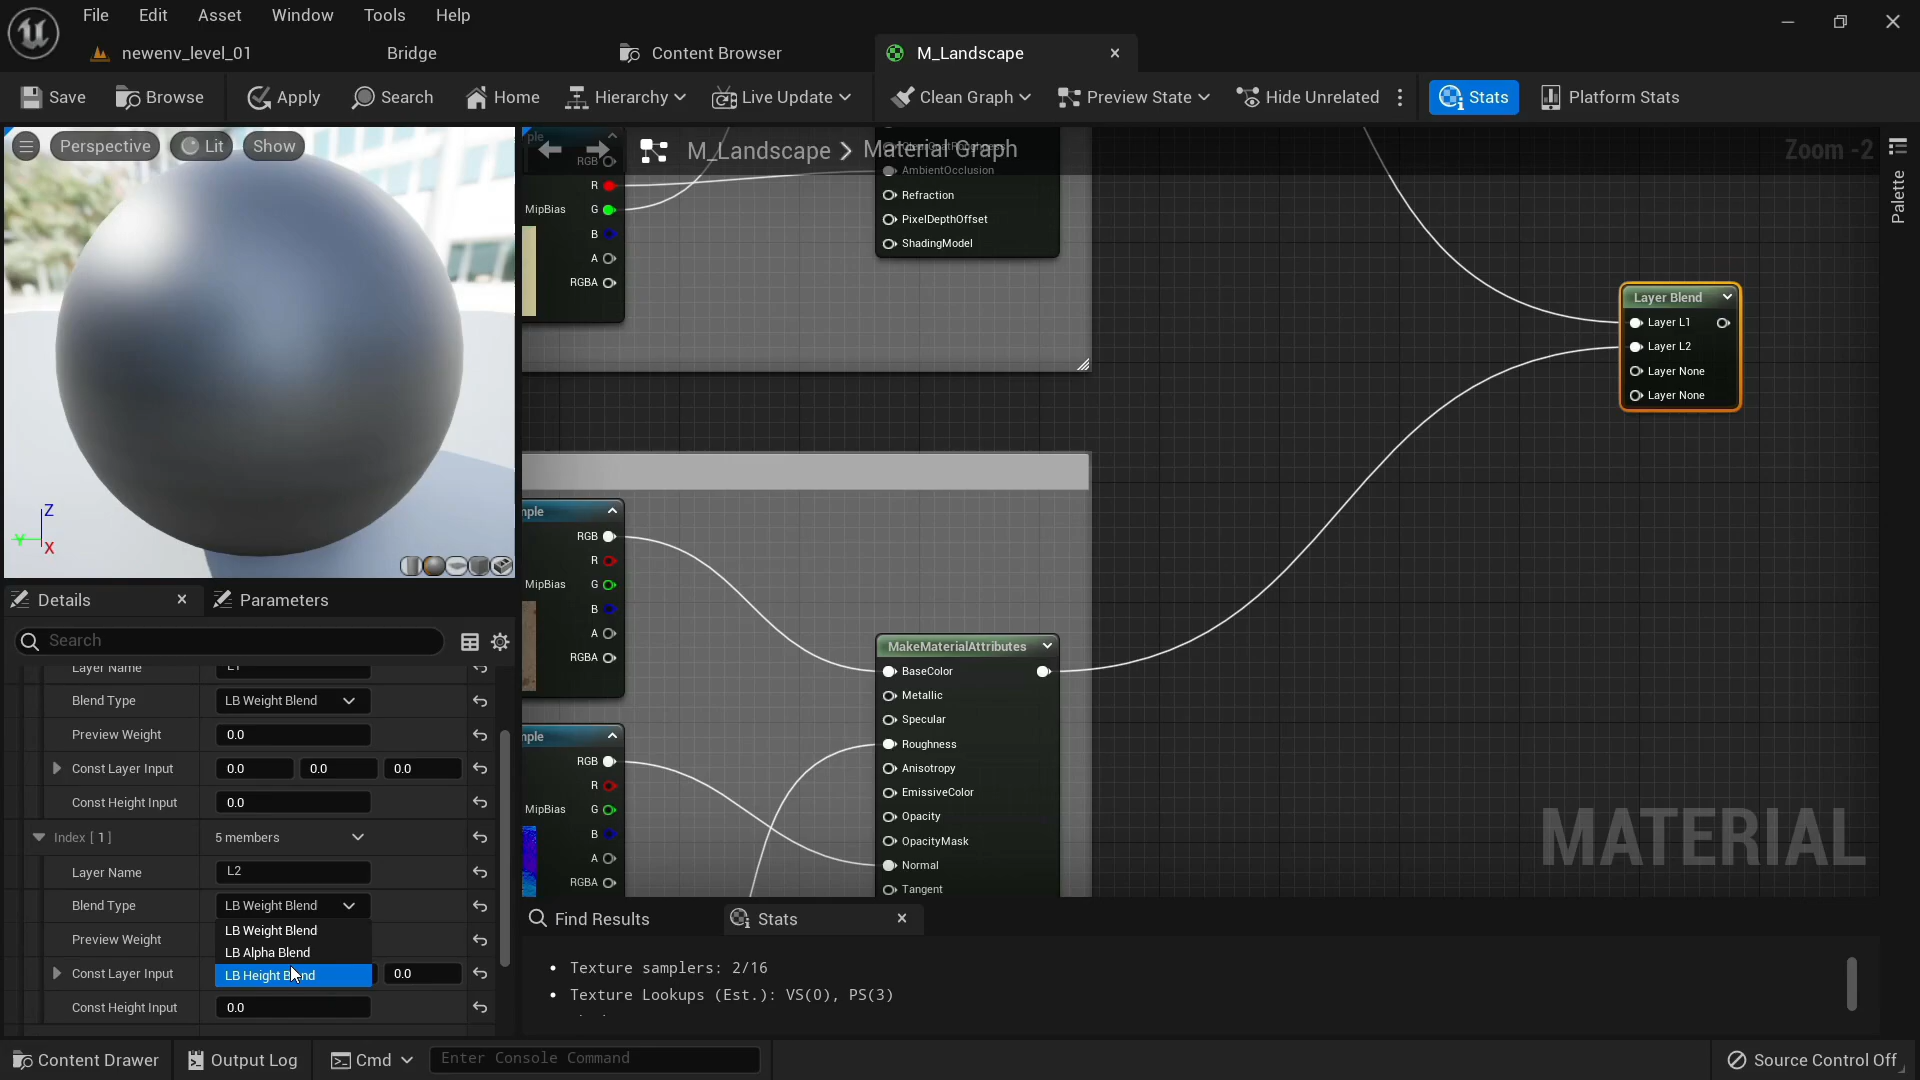 File Edit Asset Window Tools Help
newenv_level_01 Bridge Content Browser M_Landscape
Save Browse Apply Search Home Hierarchy Live Update Clean Graph Preview State Hide Unrelated Stats Platform Stats
Perspective Lit Show
M_Landscape Material Graph
Zoom -2
Palette
ple
RGB
R
MipBias G
B
A
RGBA
AmbientOcclusion
Refraction
PixelDepthOffset
ShadingModel
Layer Blend
Layer L1
Layer L2
Layer None
Layer None
mple
RGB
R
MipBias G
B
A
RGBA
mple
RGB
R
MipBias G
B
A
RGBA
MakeMaterialAttributes
BaseColor
Metallic
Specular
Roughness
Anisotropy
EmissiveColor
Opacity
OpacityMask
Normal
Tangent
MATERIAL
Z
Y
X
Details Parameters
Search
Layer Name L1
Blend Type LB Weight Blend
Preview Weight 0.0
Const Layer Input 0.0 0.0 0.0
Const Height Input 0.0
Index [ 1 ] 5 members
Layer Name L2
Blend Type LB Weight Blend
LB Weight Blend
Preview Weight
LB Alpha Blend
Const Layer Input LB Height Blend 0.0
Const Height Input 0.0
Find Results Stats
Texture samplers: 2/16
Texture Lookups (Est.): VS(0), PS(3)
Content Drawer Output Log Cmd Enter Console Command Source Control Off